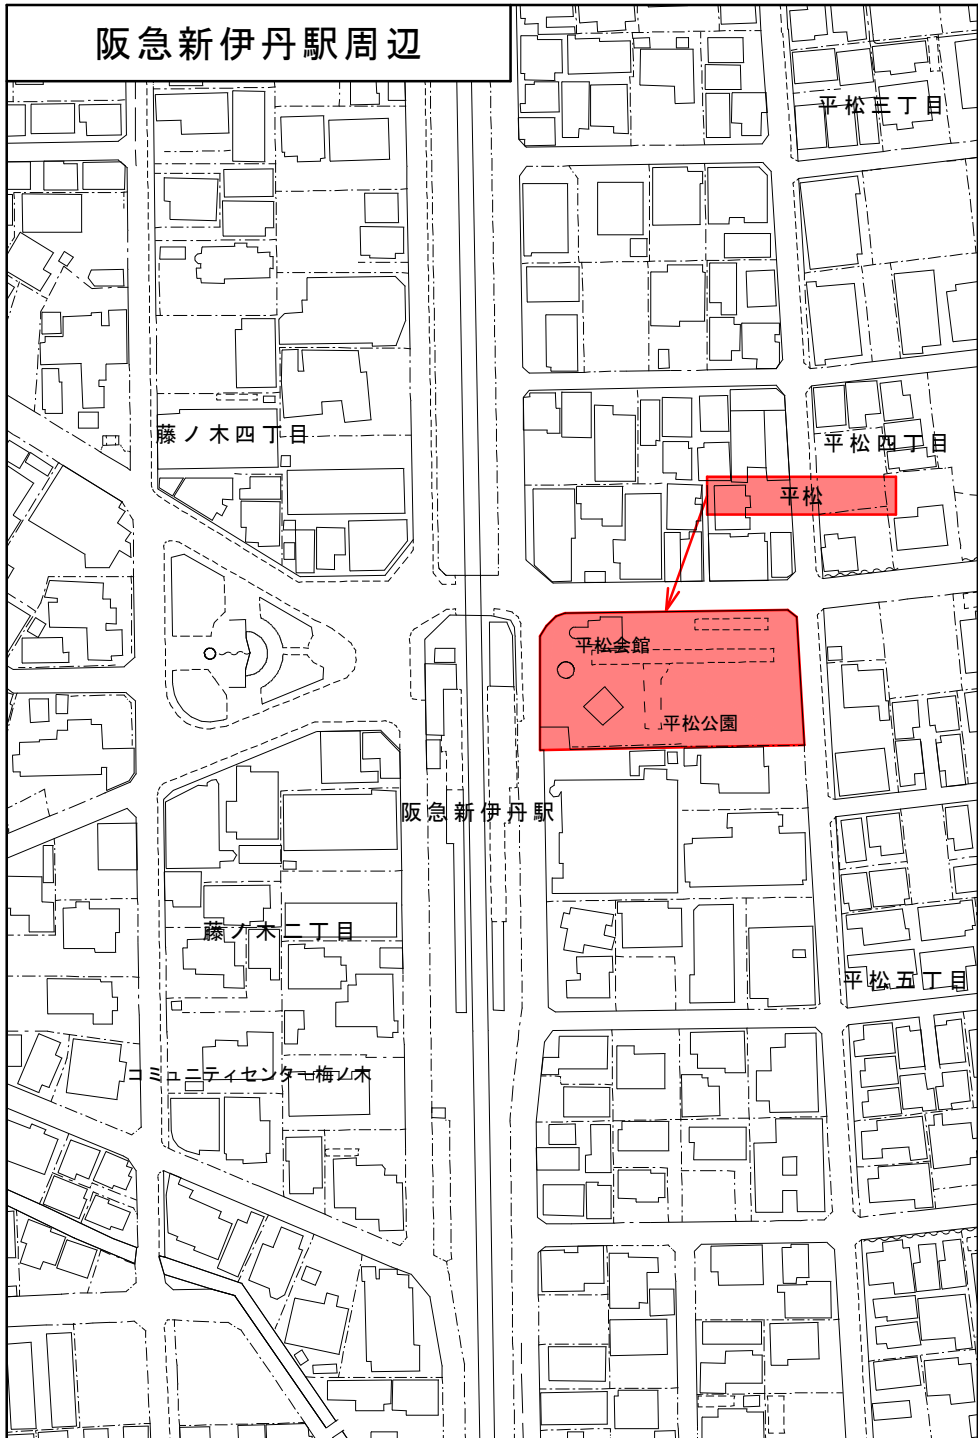 阪急新伊丹駅周辺
平松三丁目
藤ノ木四丁目
平松四丁目
平松
平松会館
平松公園
阪急新伊丹駅
藤ノ木二丁目
平松五丁目
コミュニティセンター梅ノ木